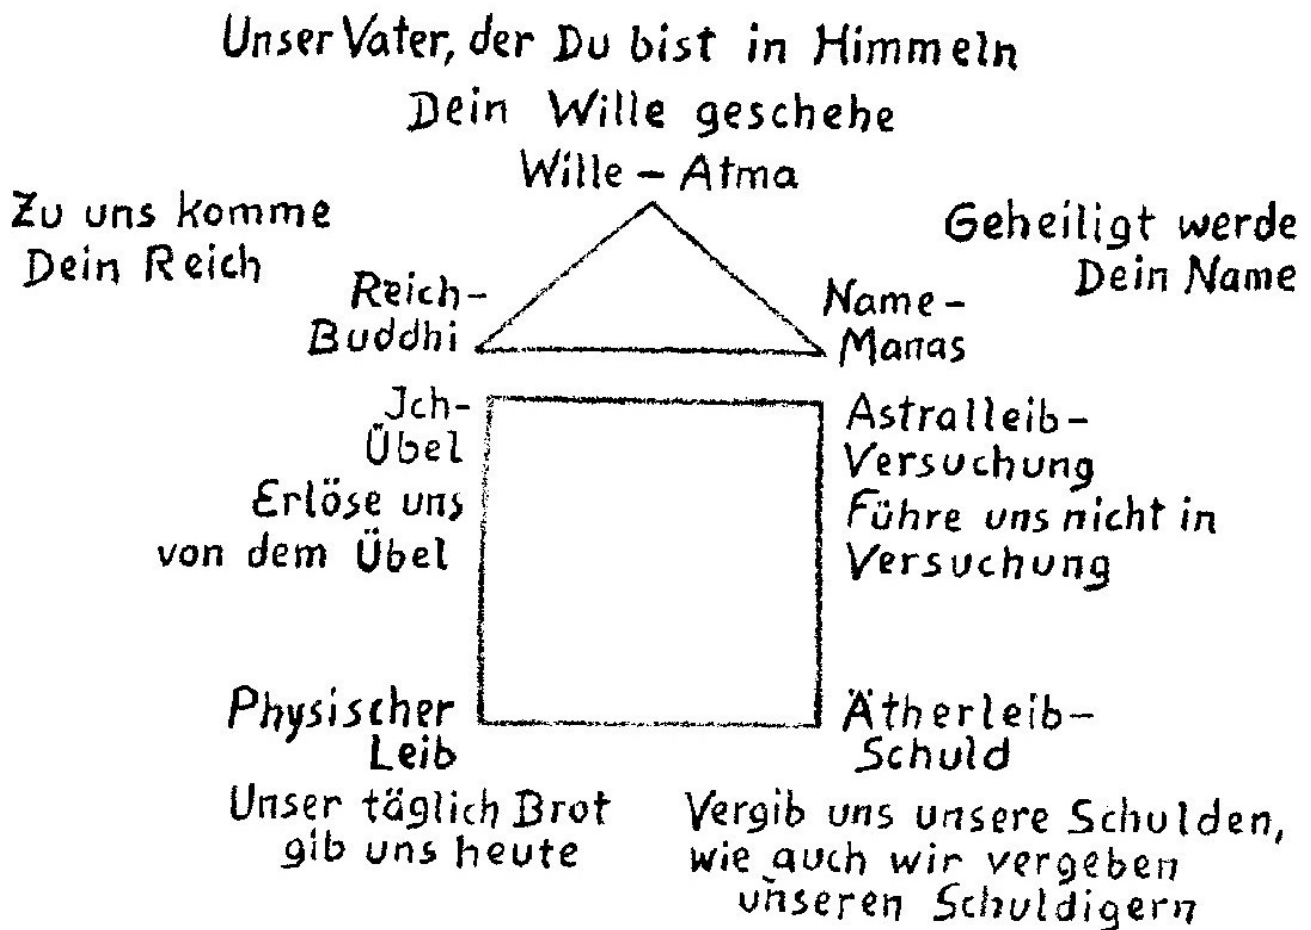 Unser Vater, der Du bist in Himmeln
Dein Wille geschehe
Wille – Atma
Zu uns komme
Dein Reich
Geheiligt werde
Dein Name
Reich-
Buddhi
Name-
Manas
Ich-
Übel
Erlöse uns
von dem Übel
Astralleib-
Versuchung
Führe uns nicht in
Versuchung
Physischer
Leib
Unser täglich Brot
gib uns heute
Ätherleib-
Schuld
Vergib uns unsere Schulden,
wie auch wir vergeben
unseren Schuldigern